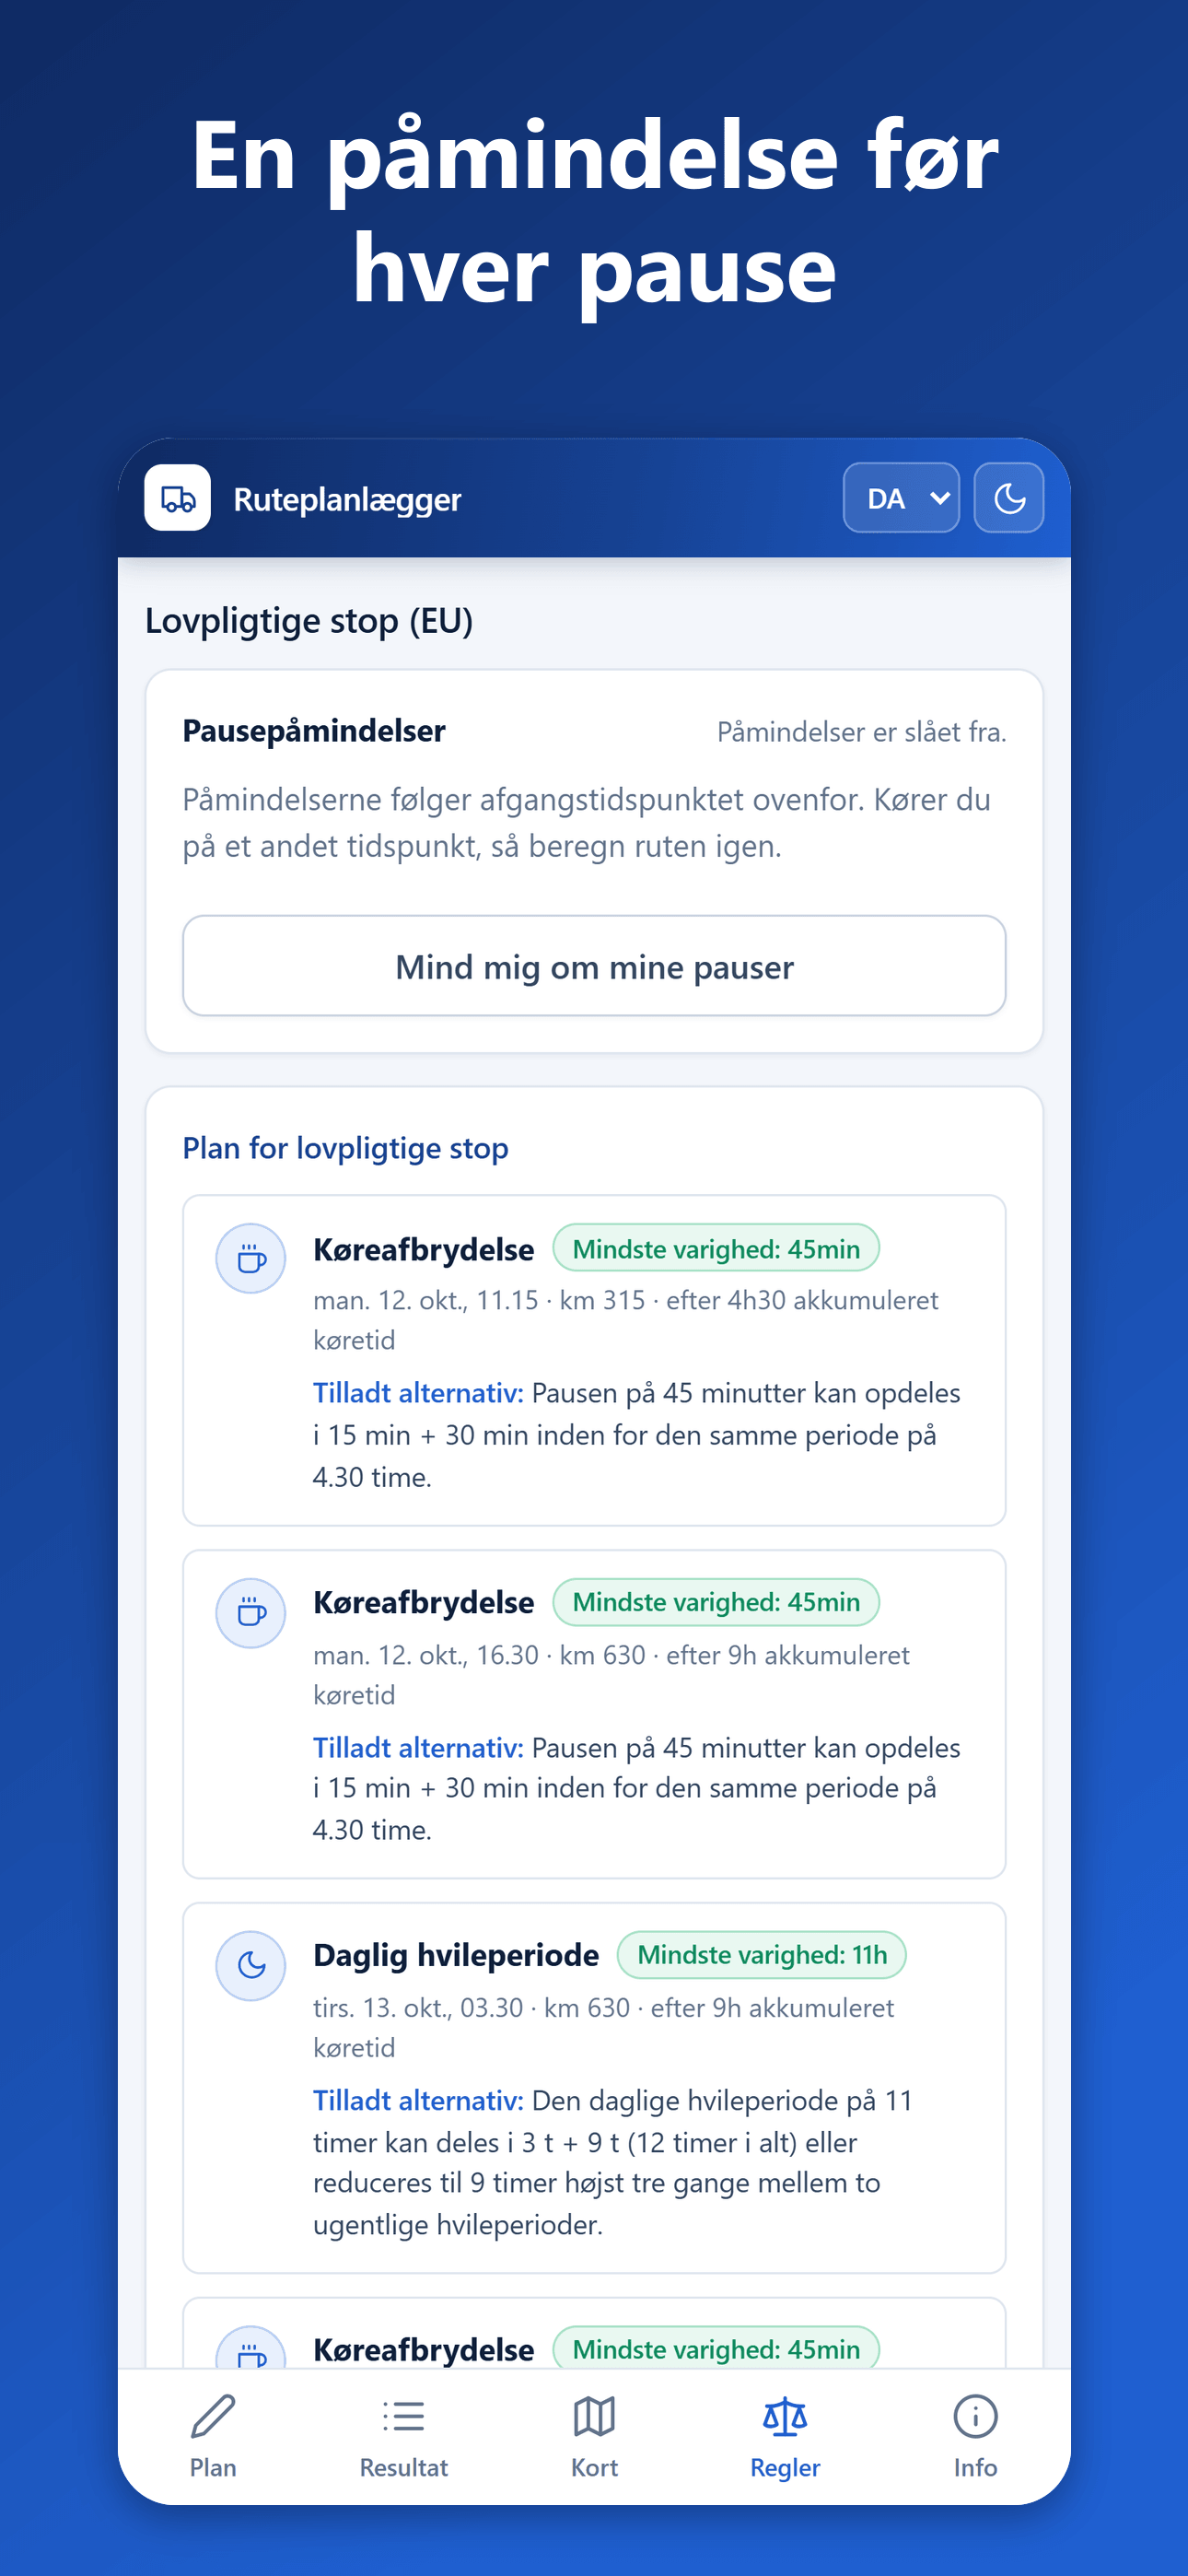 En påmindelse før
hver pause
Ruteplanlægger
DA
Lovpligtige stop (EU)
Pausepåmindelser
Påmindelser er slået fra.
Påmindelserne følger afgangstidspunktet ovenfor. Kører du
på et andet tidspunkt, så beregn ruten igen.
Mind mig om mine pauser
Plan for lovpligtige stop
Køreafbrydelse
Mindste varighed: 45min
man. 12. okt., 11.15 · km 315 · efter 4h30 akkumuleret
køretid
Tilladt alternativ: Pausen på 45 minutter kan opdeles
i 15 min + 30 min inden for den samme periode på
4.30 time.
Køreafbrydelse
Mindste varighed: 45min
man. 12. okt., 16.30 · km 630 · efter 9h akkumuleret
køretid
Tilladt alternativ: Pausen på 45 minutter kan opdeles
i 15 min + 30 min inden for den samme periode på
4.30 time.
Daglig hvileperiode
Mindste varighed: 11h
tirs. 13. okt., 03.30 · km 630 · efter 9h akkumuleret
køretid
Tilladt alternativ: Den daglige hvileperiode på 11
timer kan deles i 3 t + 9 t (12 timer i alt) eller
reduceres til 9 timer højst tre gange mellem to
ugentlige hvileperioder.
Køreafbrydelse
Mindste varighed: 45min
Plan
Resultat
Kort
Regler
Info